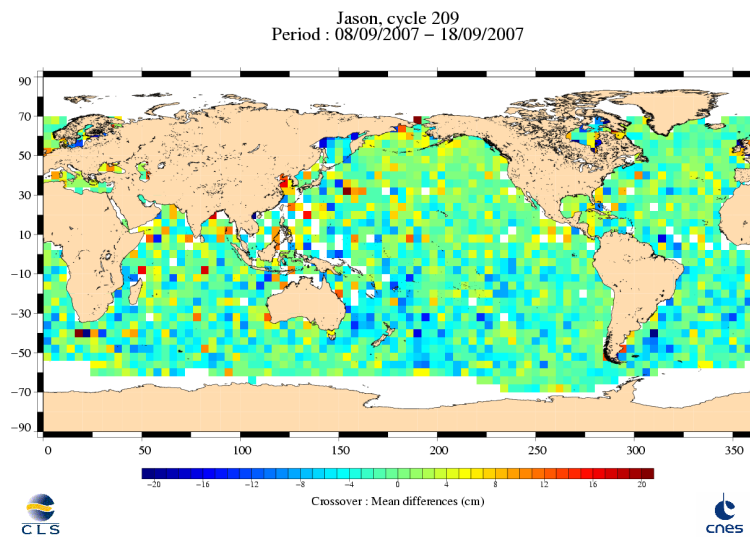 Jason, cycle 209
Period : 08/09/2007 − 18/09/2007
90
70
50
30
10
−10
−30
−50
−70
−90
0 50 100 150 200 250 300 350
−20 −16 −12 −8 −4 0 4 8 12 16 20
Crossover : Mean differences (cm)
CLS
cnes